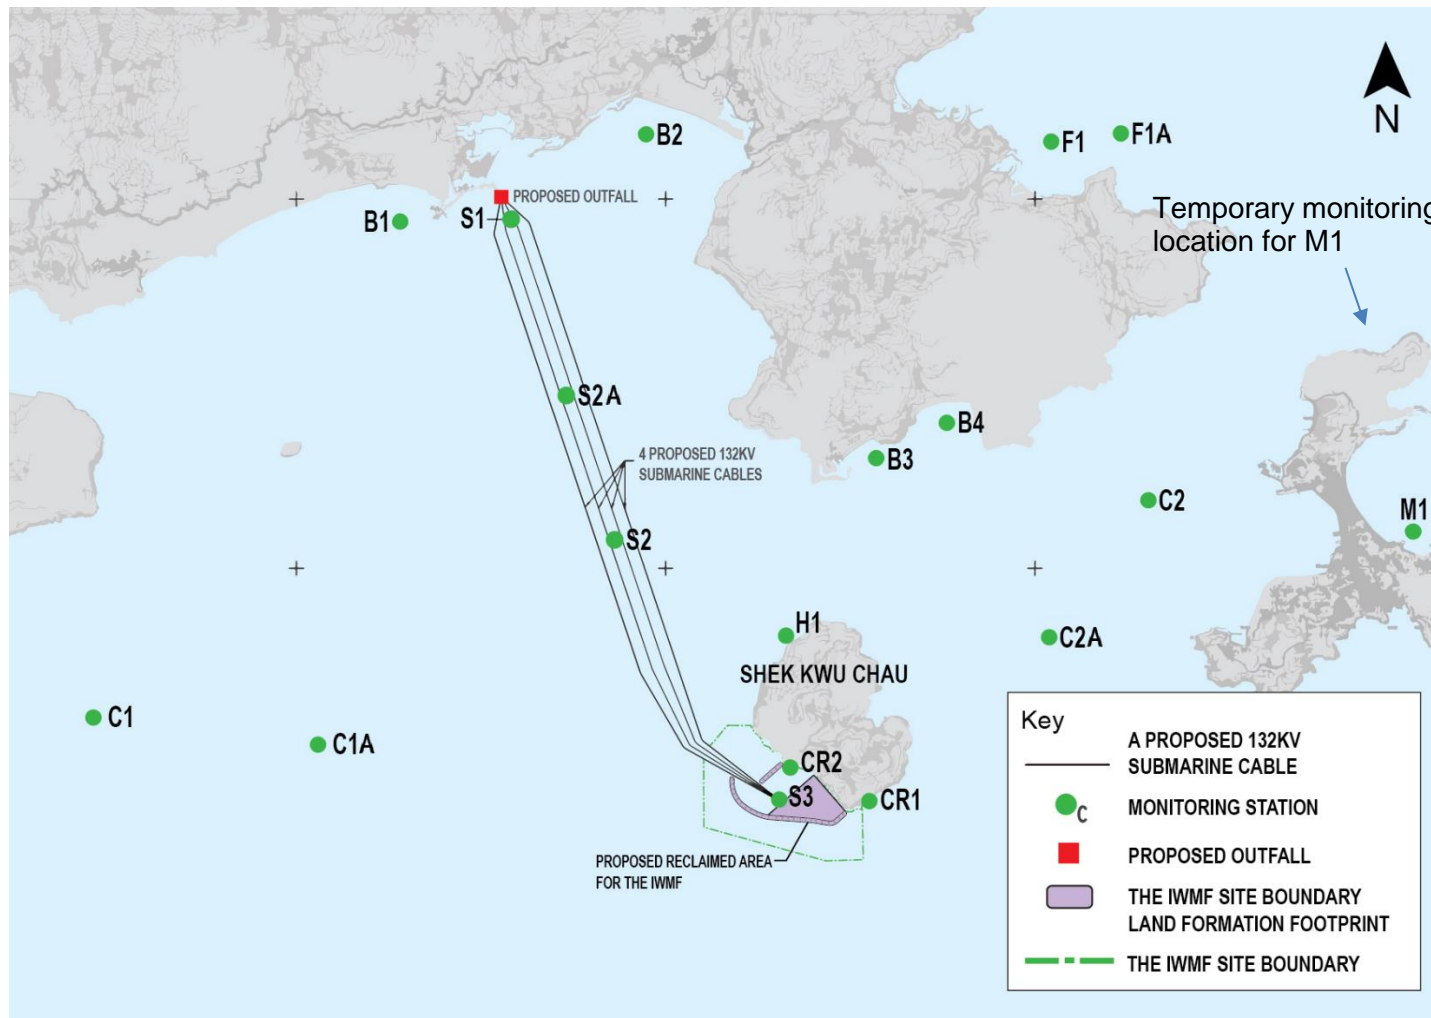 B2
F1
F1A
N
PROPOSED OUTFALL
B1
S1
Temporary monitoring
location for M1
S2A
B4
4 PROPOSED 132KV
SUBMARINE CABLES
B3
C2
M1
S2
H1
C2A
SHEK KWU CHAU
C1
C1A
CR2
S3
CR1
PROPOSED RECLAIMED AREA
FOR THE IWMF
Key
A PROPOSED 132KV
SUBMARINE CABLE
C
MONITORING STATION
PROPOSED OUTFALL
THE IWMF SITE BOUNDARY
LAND FORMATION FOOTPRINT
THE IWMF SITE BOUNDARY